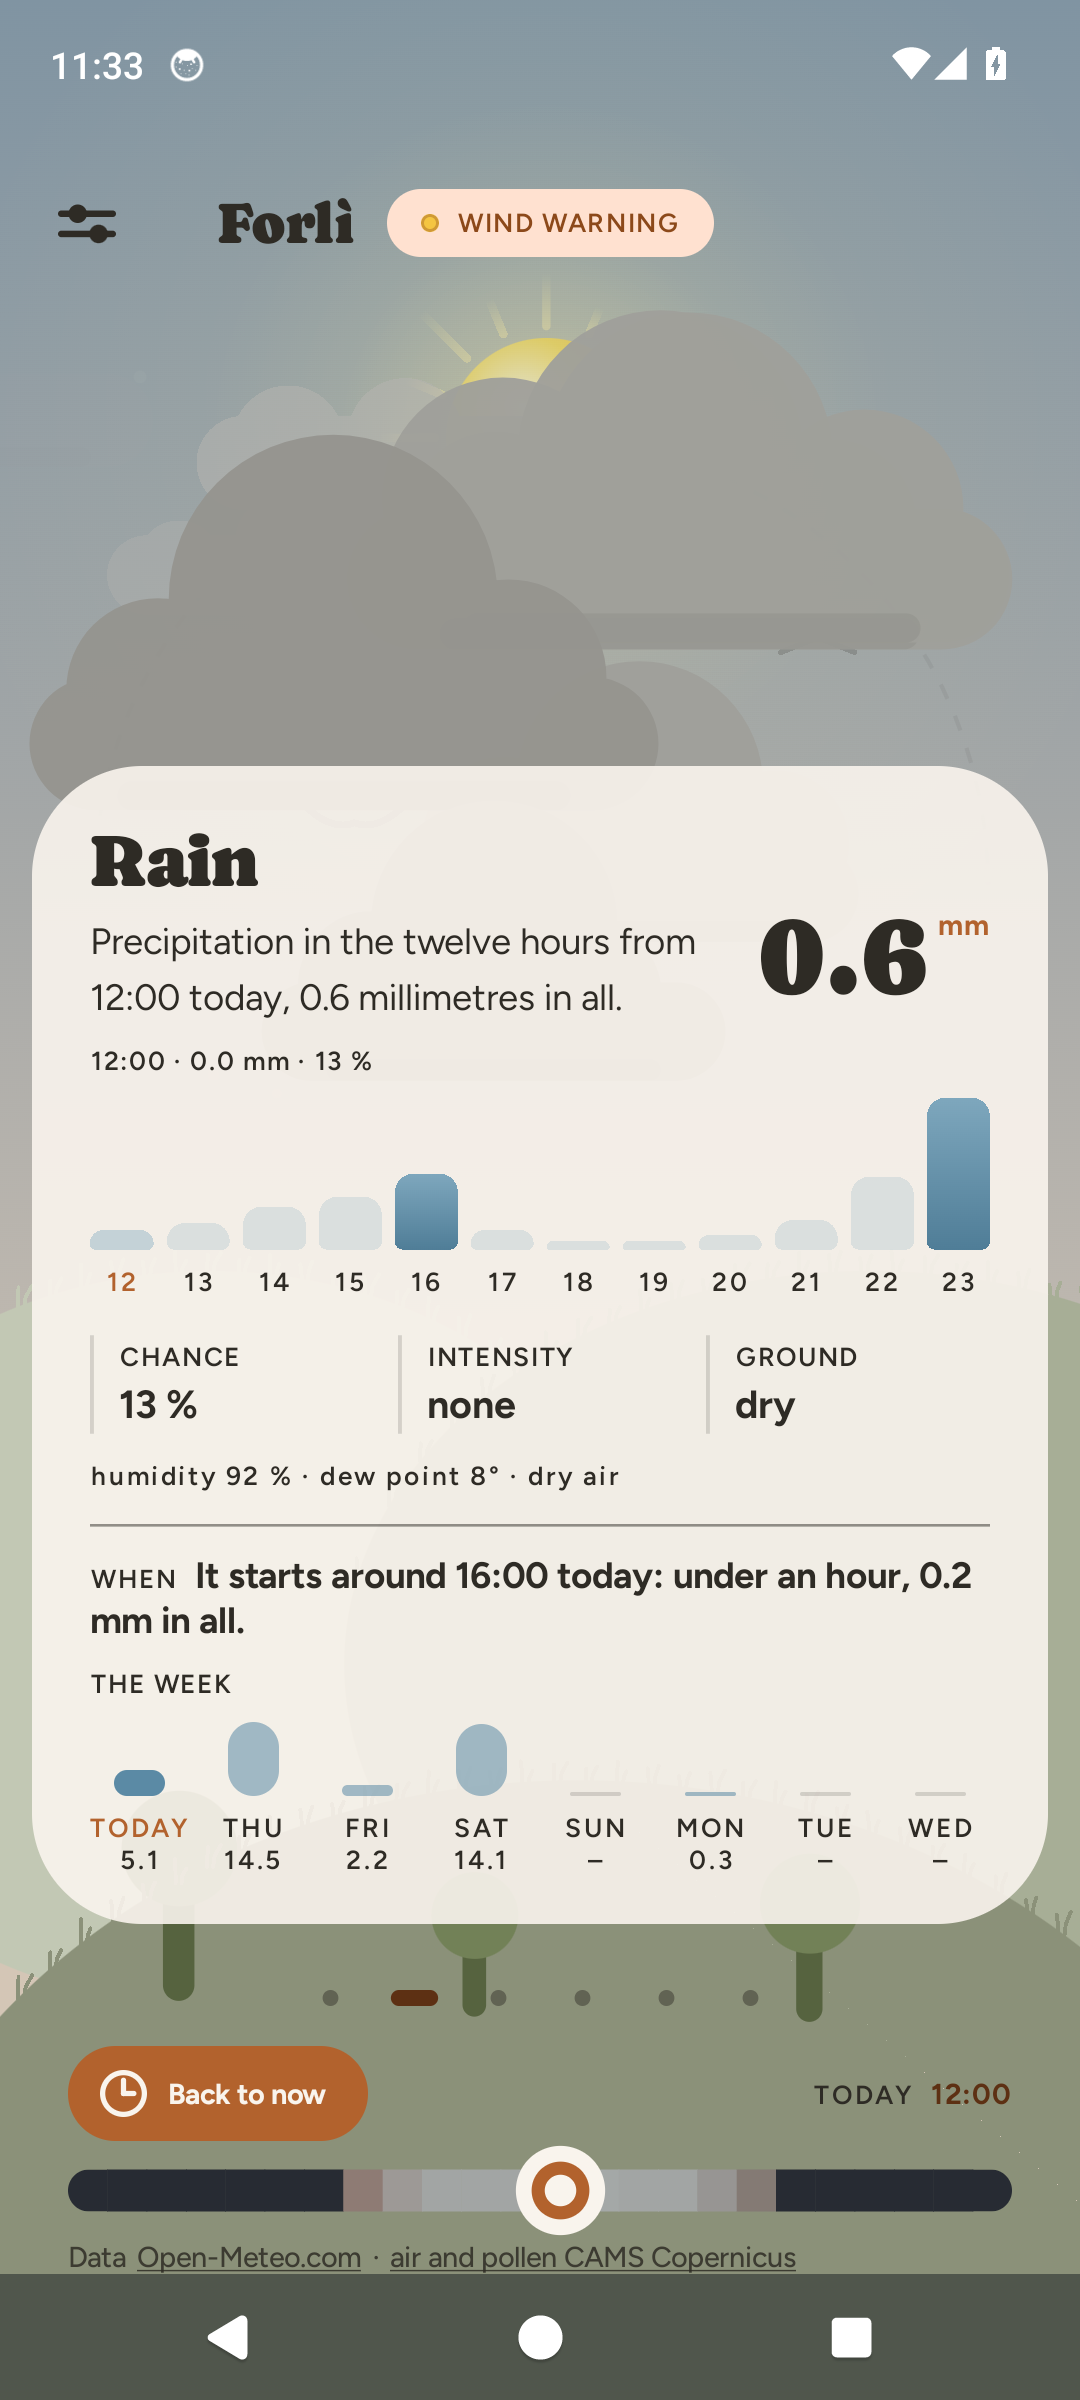 11:33
Forlì
WIND WARNING
Rain
Precipitation in the twelve hours from
12:00 today, 0.6 millimetres in all.
0.6 mm
12:00 · 0.0 mm · 13 %
12 13 14 15 16 17 18 19 20 21 22 23
CHANCE INTENSITY GROUND
13 % none dry
humidity 92 % · dew point 8° · dry air
WHEN It starts around 16:00 today: under an hour, 0.2
mm in all.
THE WEEK
TODAY THU FRI SAT SUN MON TUE WED
5.1 14.5 2.2 14.1 – 0.3 – –
Back to now
TODAY 12:00
Data Open-Meteo.com · air and pollen CAMS Copernicus